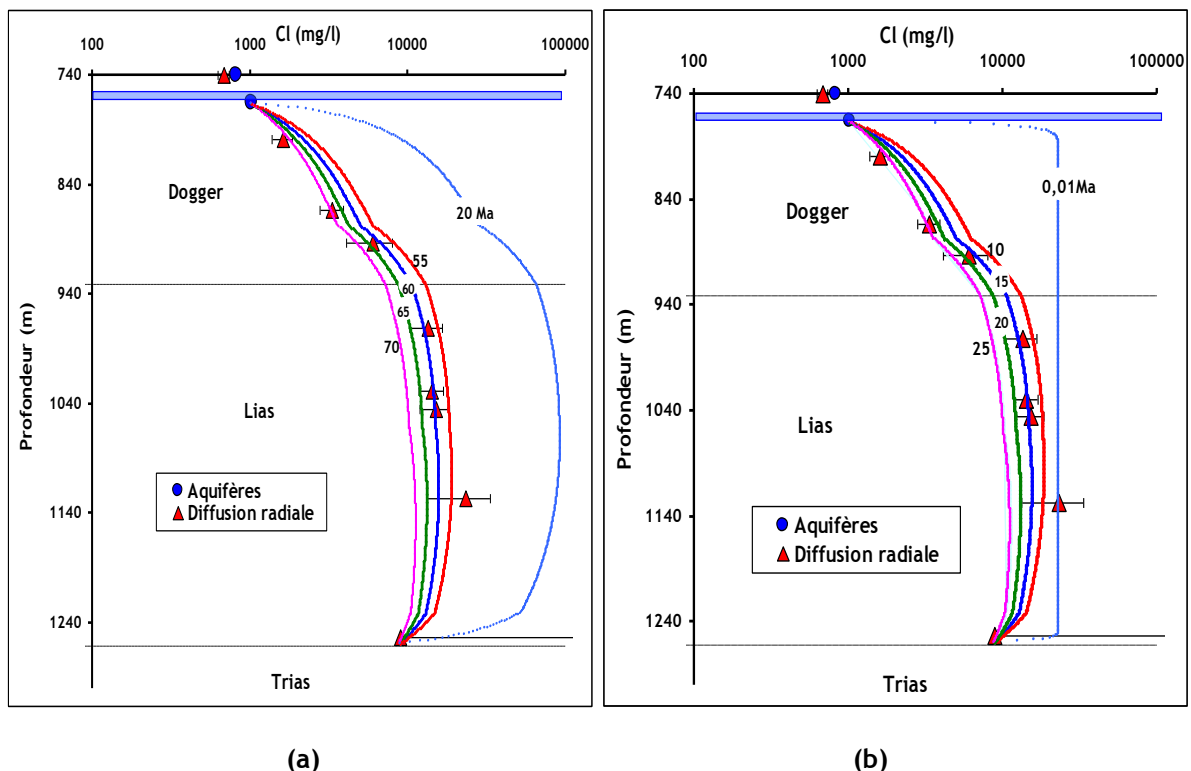 Cl (mg/l)
100 1000 10000 100000
740
840
940
1040
1140
1240
Profondeur (m)
Dogger
20 Ma
55
60
65
70
Lias
Aquifères
Diffusion radiale
Trias
(a)
Cl (mg/l)
100 1000 10000 100000
740
840
940
1040
1140
1240
Profondeur (m)
0,01Ma
Dogger
10
15
20
25
Lias
Aquifères
Diffusion radiale
Trias
(b)